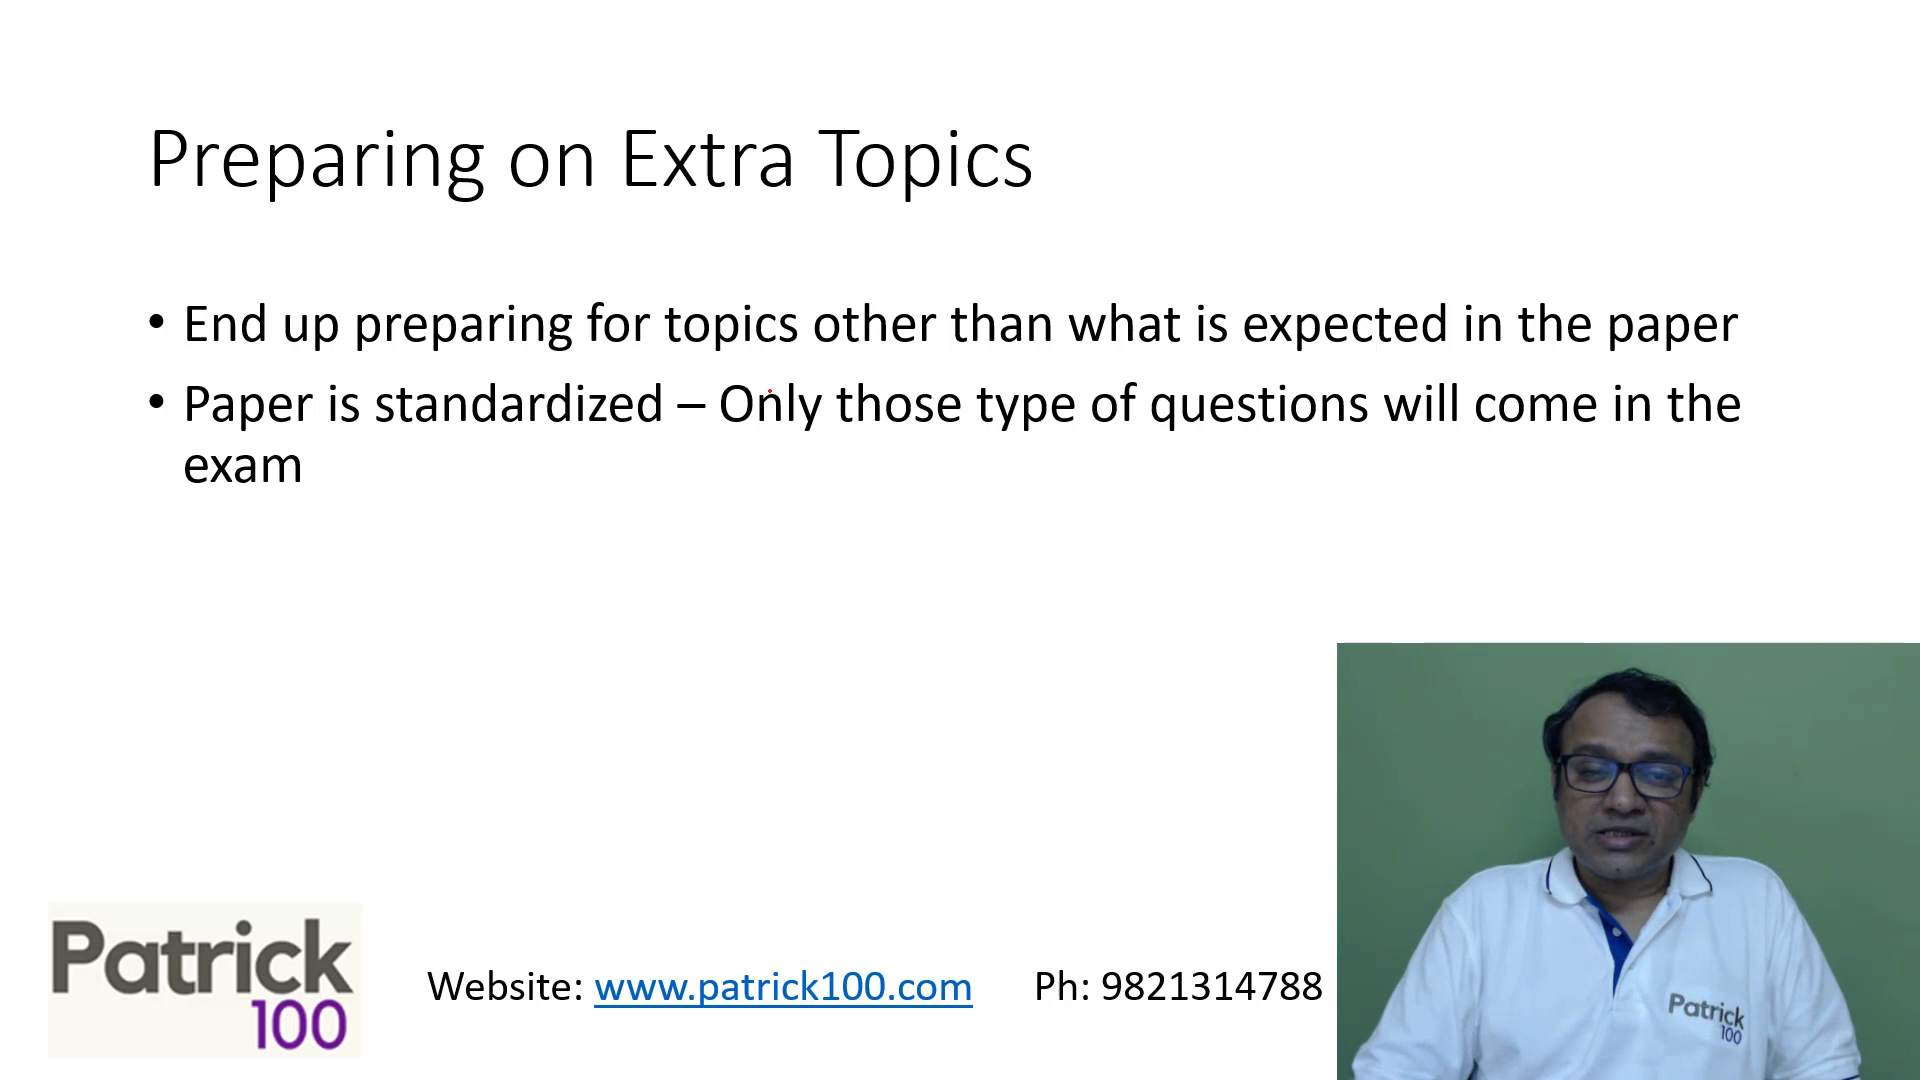 Preparing on Extra Topics
• End up preparing for topics other than what is expected in the paper
• Paper is standardized – Only those type of questions will come in the
exam
Patrick
100
Website: www.patrick100.com Ph: 9821314788
Patrick
100